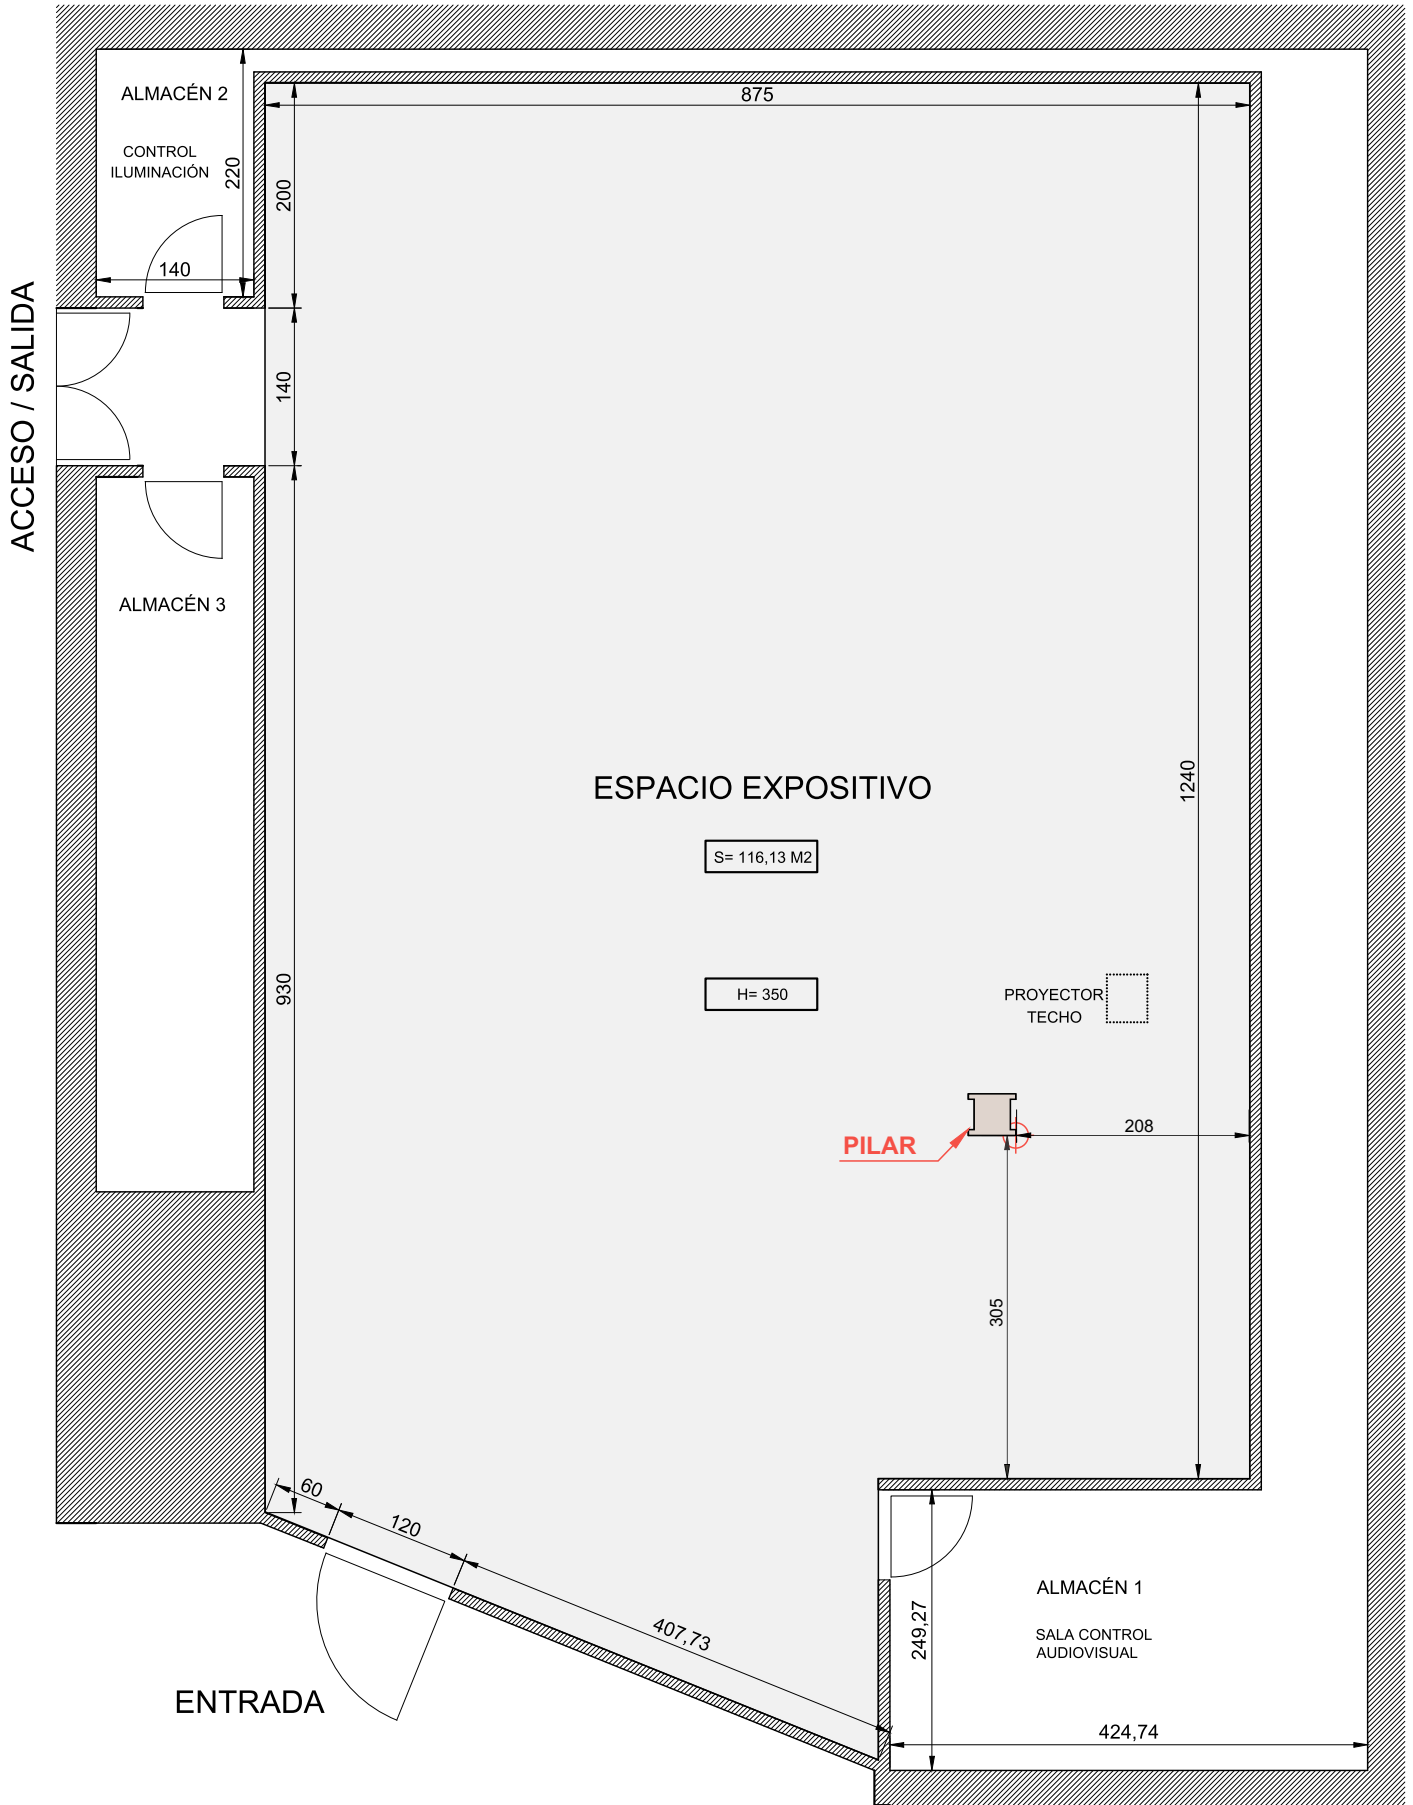 ALMACÉN 2
CONTROL
ILUMINACIÓN
220
140
875
200
140
930
1240
ACCESO / SALIDA
ALMACÉN 3
ESPACIO EXPOSITIVO
S= 116,13 M2
H= 350
PROYECTOR
TECHO
PILAR
208
305
60
120
407,73
ENTRADA
249,27
ALMACÉN 1
SALA CONTROL
AUDIOVISUAL
424,74